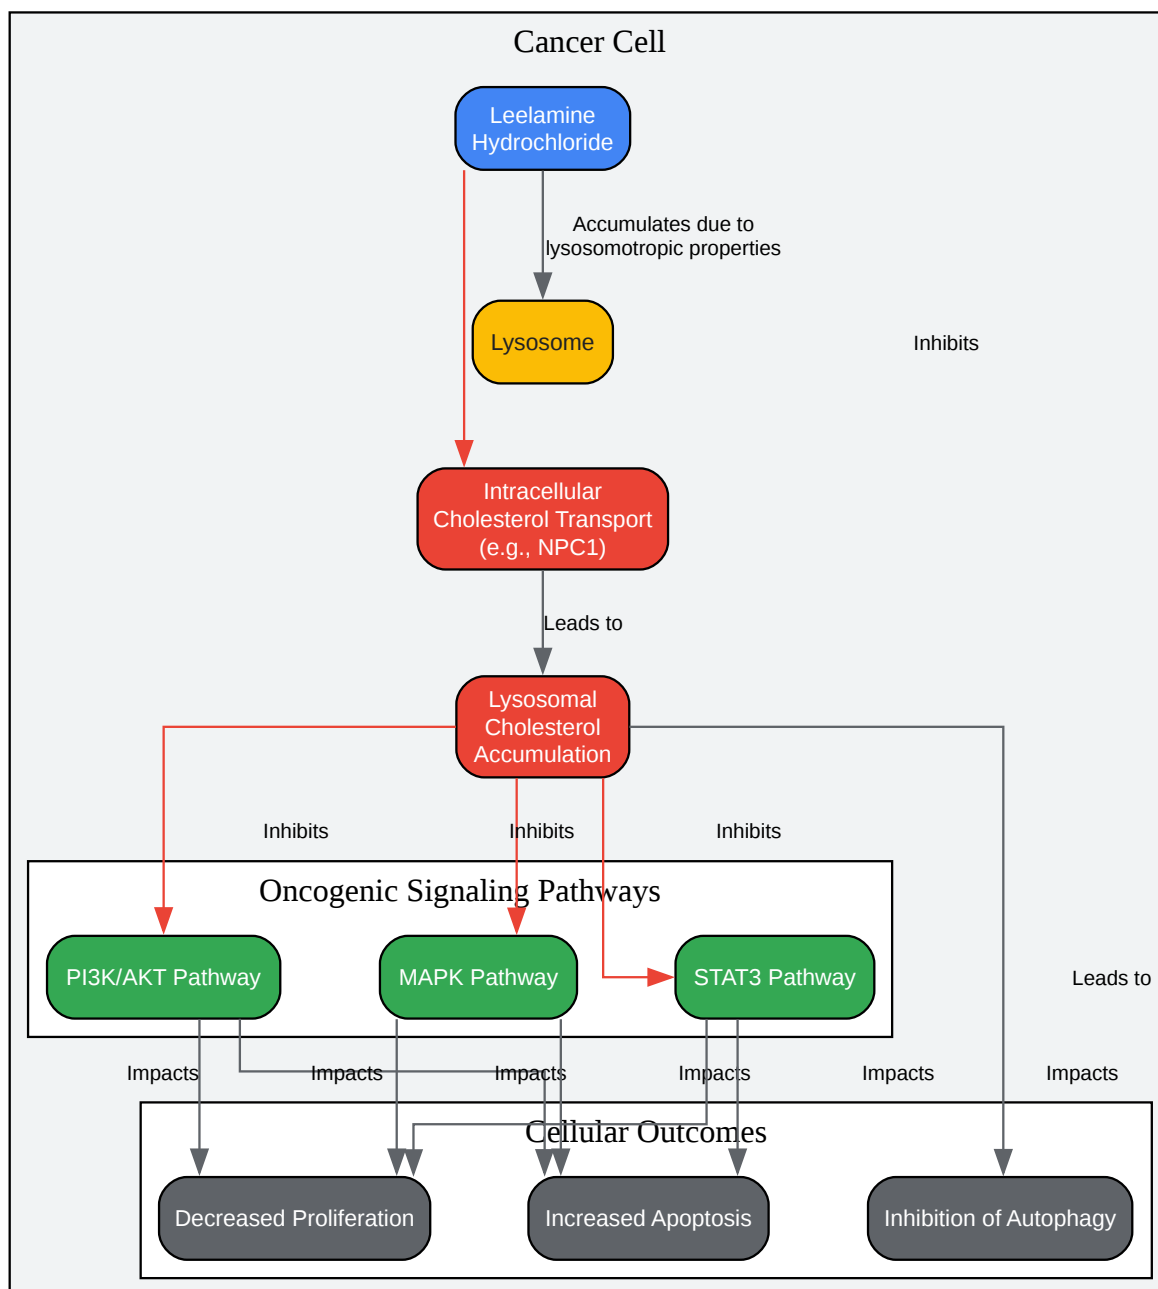 Cancer Cell
Leelamine
Hydrochloride
Accumulates due to
lysosomotropic properties
Lysosome
Inhibits
Intracellular
Cholesterol Transport
(e.g., NPC1)
Leads to
Lysosomal
Cholesterol
Accumulation
Inhibits
Inhibits
Inhibits
Oncogenic Signaling Pathways
PI3K/AKT Pathway
MAPK Pathway
STAT3 Pathway
Leads to
Impacts
Impacts
Impacts
Impacts
Impacts
Impacts
Cellular Outcomes
Decreased Proliferation
Increased Apoptosis
Inhibition of Autophagy